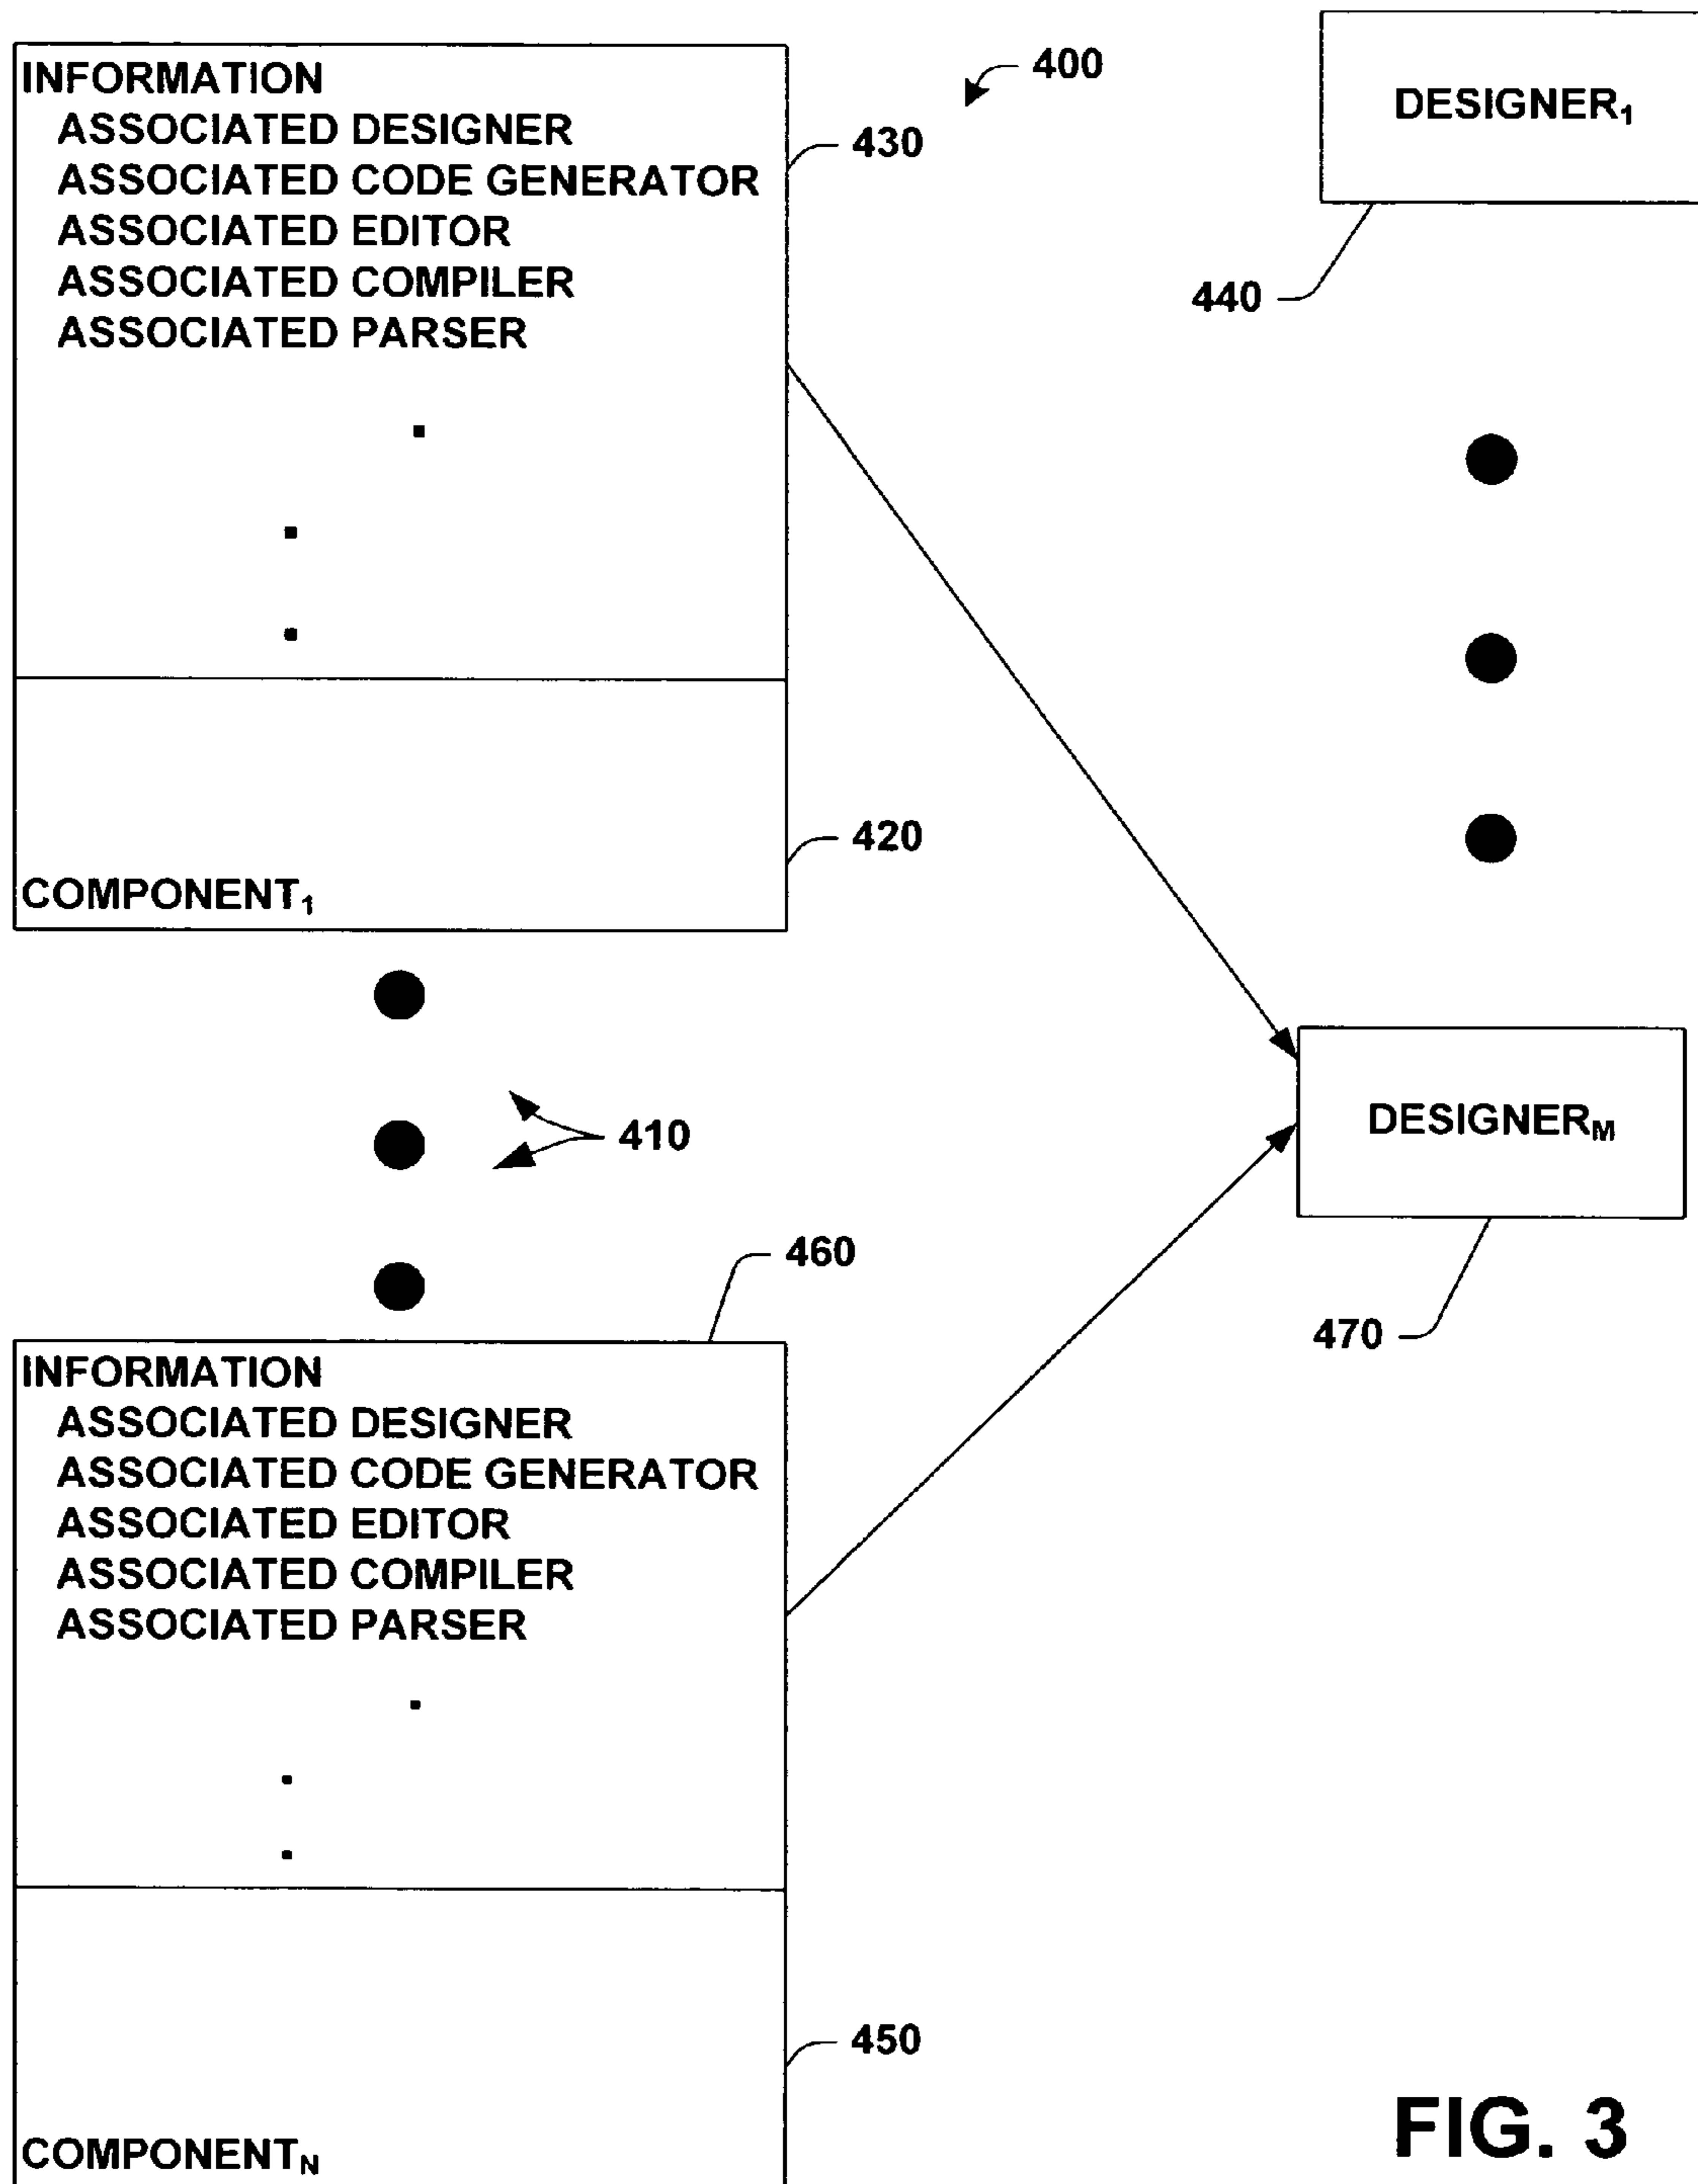 INFORMATION
ASSOCIATED DESIGNER
ASSOCIATED CODE GENERATOR
ASSOCIATED EDITOR
ASSOCIATED COMPILER
ASSOCIATED PARSER
430
400
DESIGNER₁
440
420
COMPONENT₁
410
DESIGNERM
470
460
INFORMATION
ASSOCIATED DESIGNER
ASSOCIATED CODE GENERATOR
ASSOCIATED EDITOR
ASSOCIATED COMPILER
ASSOCIATED PARSER
450
COMPONENTN
FIG. 3